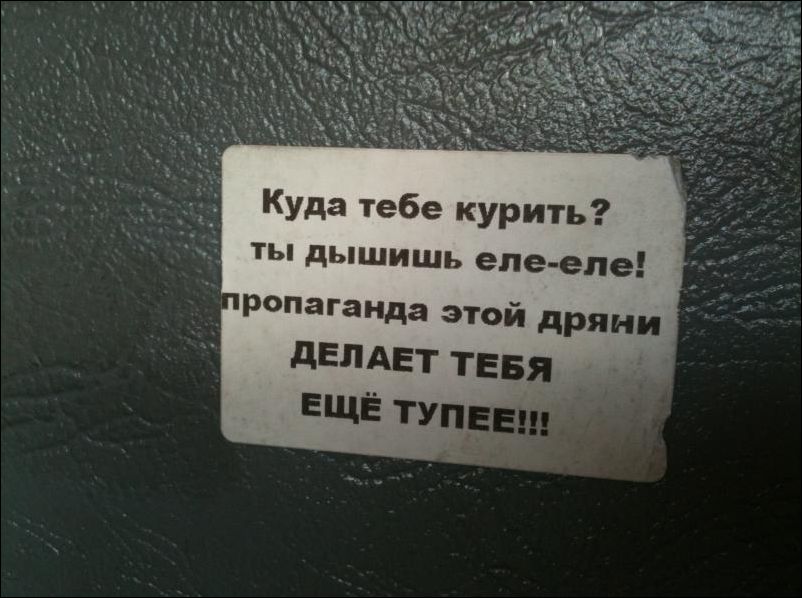 Куда тебе курить?
ты дышишь еле-еле!
пропаганда этой дряни
ДЕЛАЕТ ТЕБЯ
ЕЩЁ ТУПЕЕ!!!